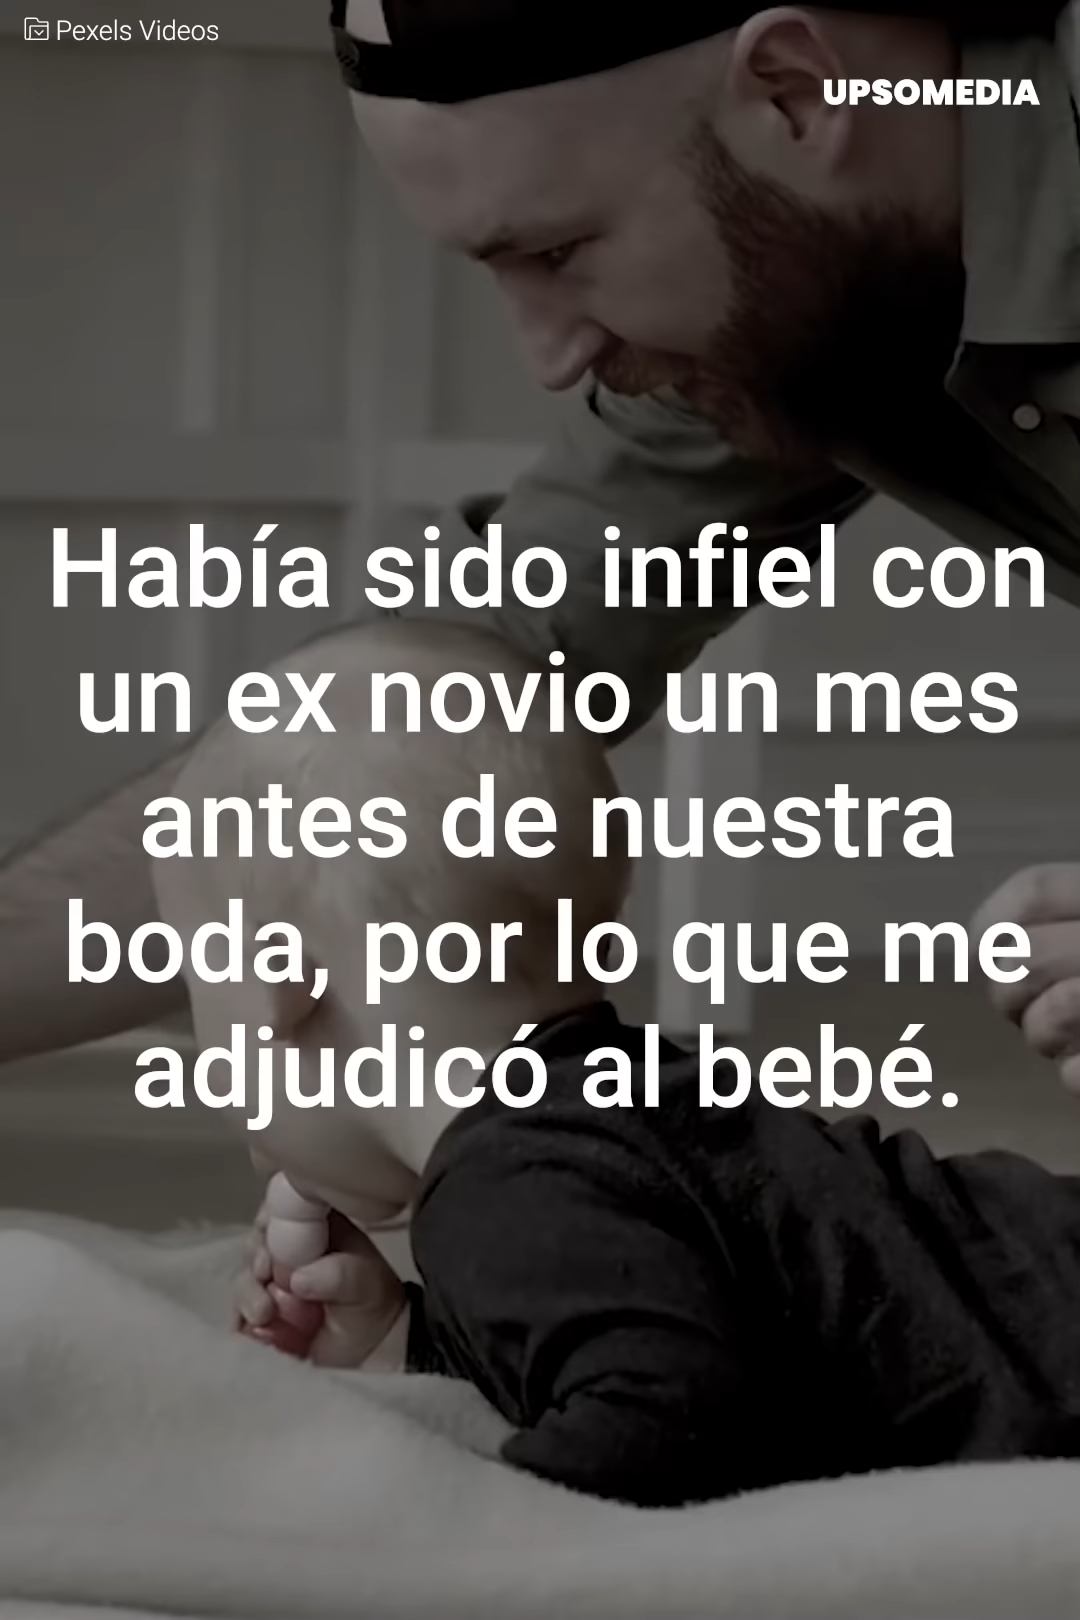 Pexels Videos
UPSOMEDIA
Había sido infiel con
un ex novio un mes
antes de nuestra
boda, por lo que me
adjudicó al bebé.